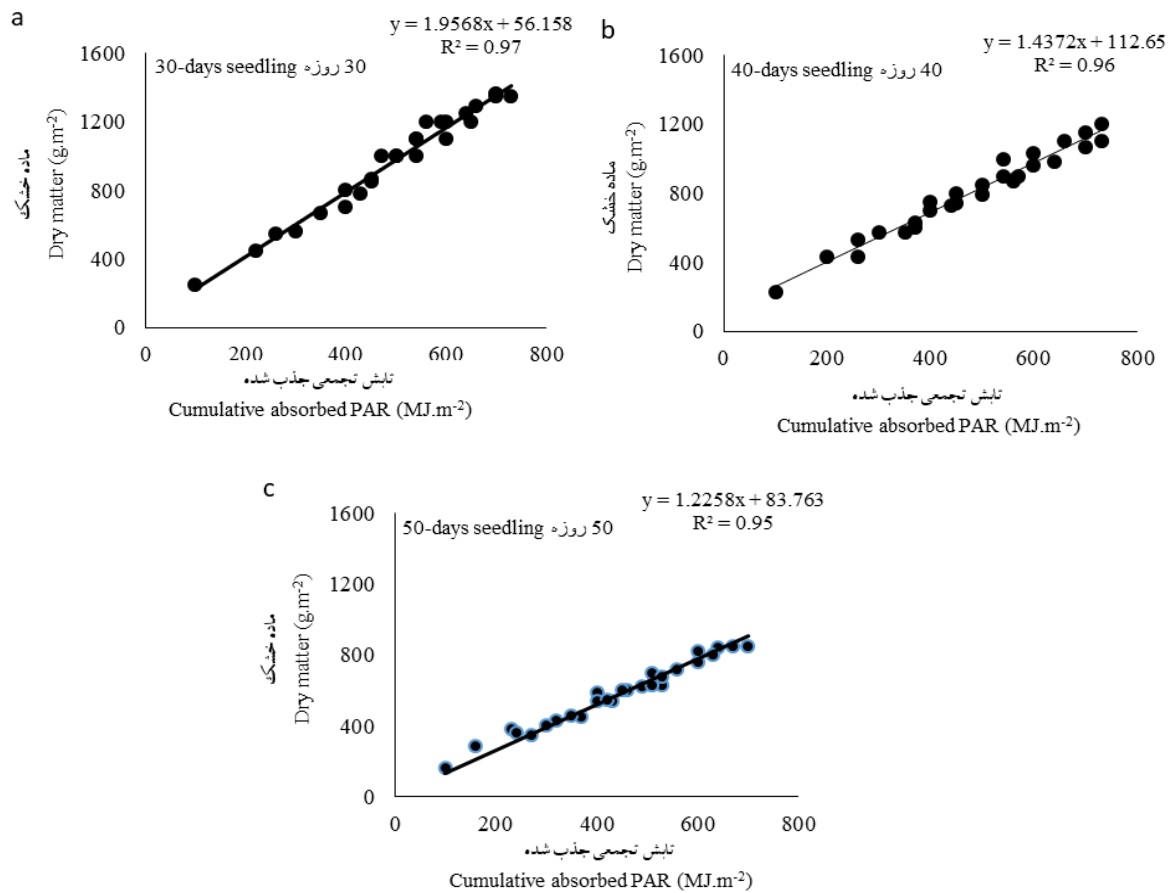 a
y = 1.9568x + 56.158
R² = 0.97
30-days seedling 30 روزه
1600
1200
800
400
0
0 200 400 600 800
ماده خشک
Dry matter (g.m-2)
تابش تجمعی جذب شده
Cumulative absorbed PAR (MJ.m-2)
b
y = 1.4372x + 112.65
R² = 0.96
40-days seedling 40 روزه
1600
1200
800
400
0
0 200 400 600 800
ماده خشک
Dry matter (g.m-2)
تابش تجمعی جذب شده
Cumulative absorbed PAR (MJ.m-2)
c
y = 1.2258x + 83.763
R² = 0.95
50-days seedling 50 روزه
1600
1200
800
400
0
0 200 400 600 800
ماده خشک
Dry matter (g.m-2)
تابش تجمعی جذب شده
Cumulative absorbed PAR (MJ.m-2)